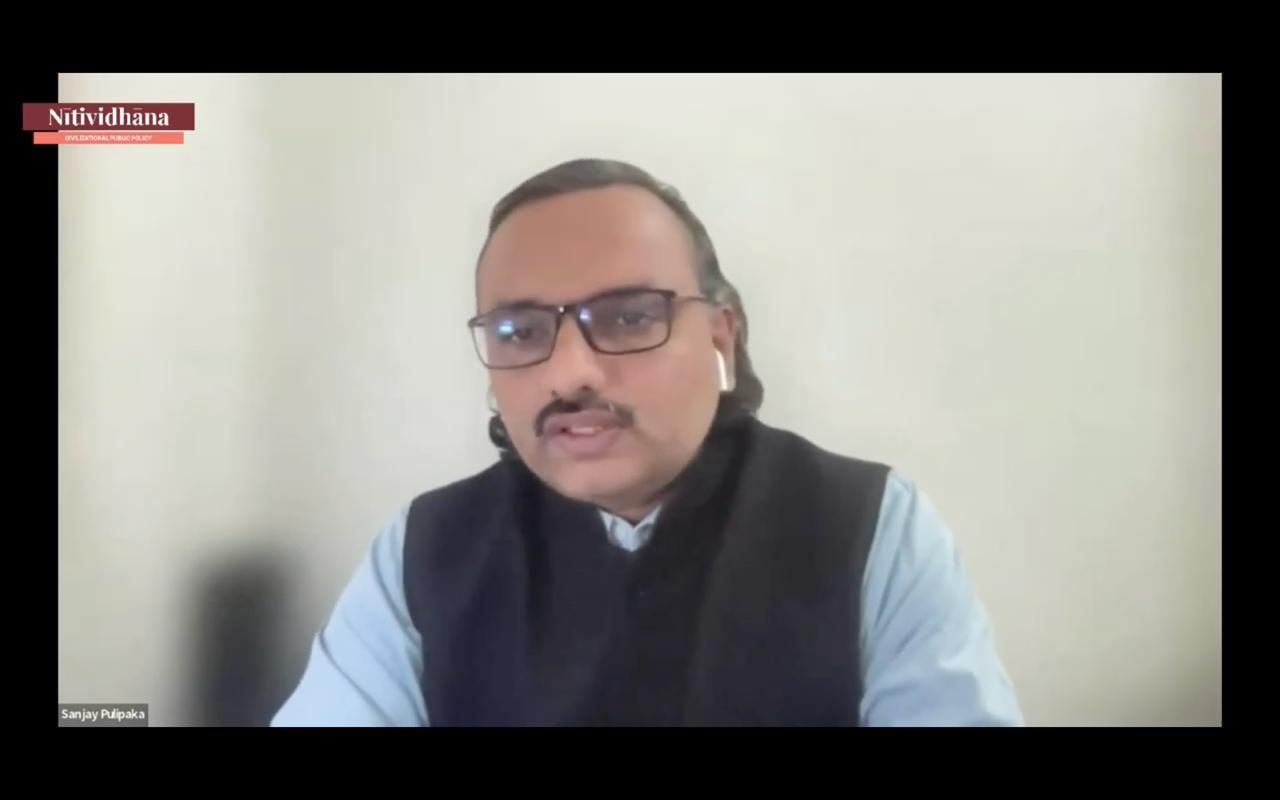 Nītividhāna
CIVILIZATIONAL PUBLIC POLICY
Sanjay Pulipaka